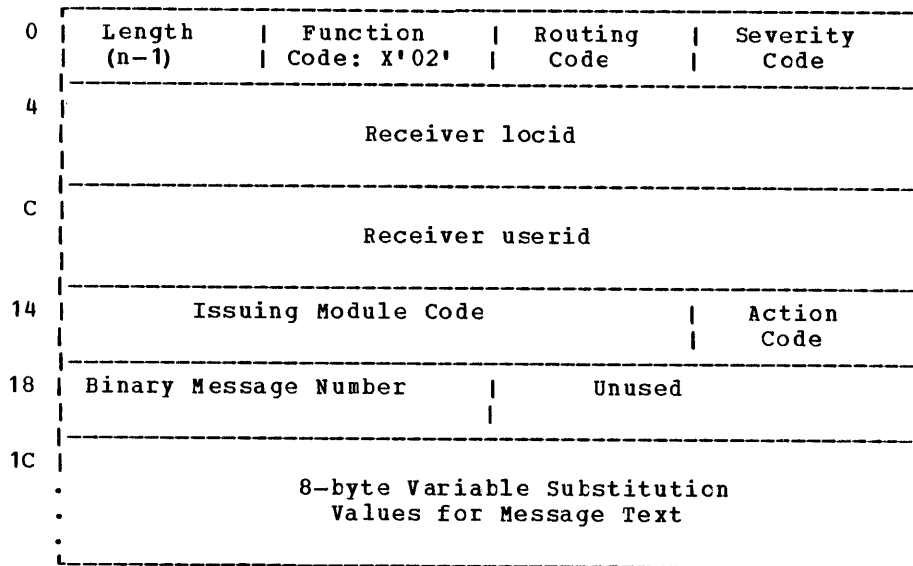 0 Length | Function | Routing | Severity
(n-1) | Code: X'02' | Code | Code
4
Receiver locid
C
Receiver userid
14 Issuing Module Code | Action
| Code
18 Binary Message Number | Unused
1C
8-byte Variable Substitution
Values for Message Text